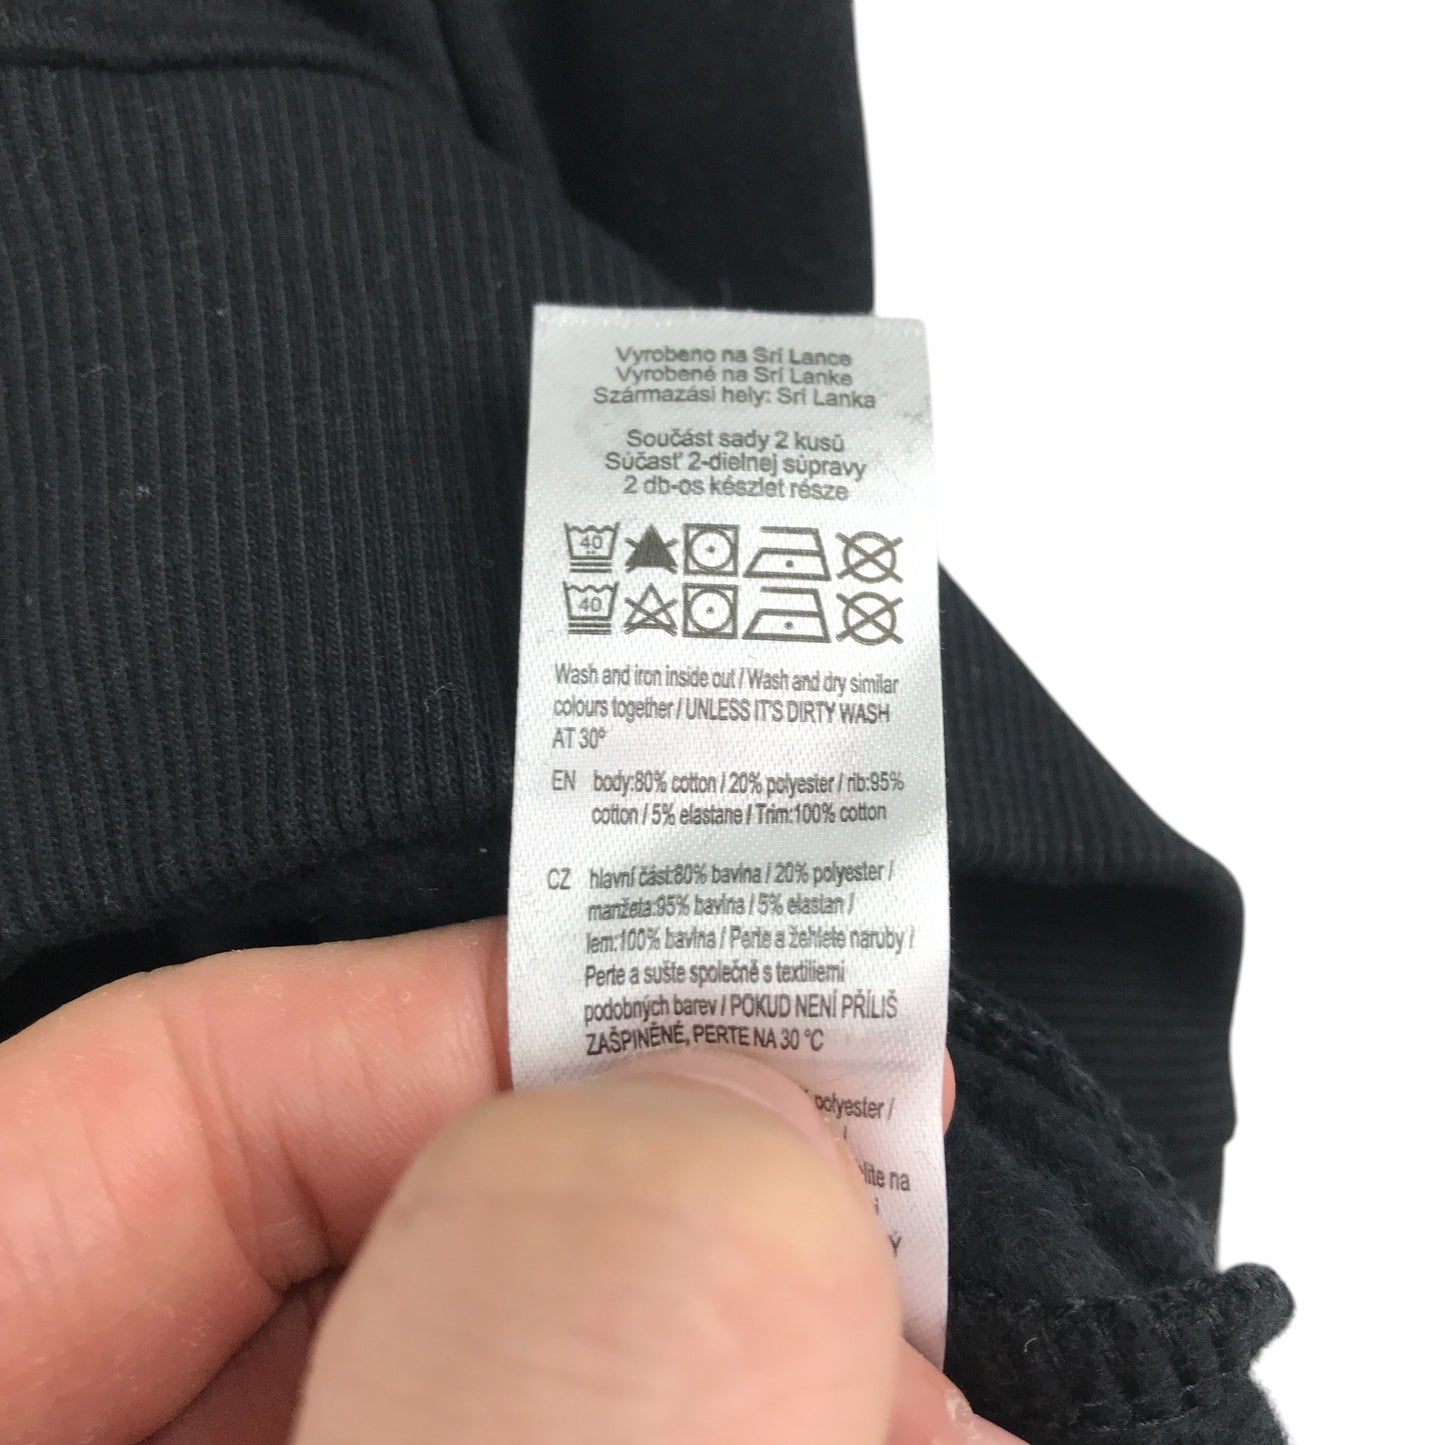 Vyrobeno na Srí Lance
Vyrobené na Srí Lanke
Származási hely: Srí Lanka
Součást sady 2 kusů
Súčasť 2-dielnej súpravy
2 db-os készlet része
40
40
Wash and iron inside out / Wash and dry similar
colours together / UNLESS IT'S DIRTY WASH
AT 30°
EN body:80% cotton / 20% polyester / rib:95%
cotton / 5% elastane / Trim:100% cotton
CZ hlavní část:80% bavlna / 20% polyester /
manžeta:95% bavlna / 5% elastan /
lem:100% bavlna / Perte a žehlete naruby /
Perte a sušte společně s textiliemi
podobných barev / POKUD NENÍ PŘÍLIŠ
ZAŠPINĚNÉ, PERTE NA 30 °C
polyester /
/
na